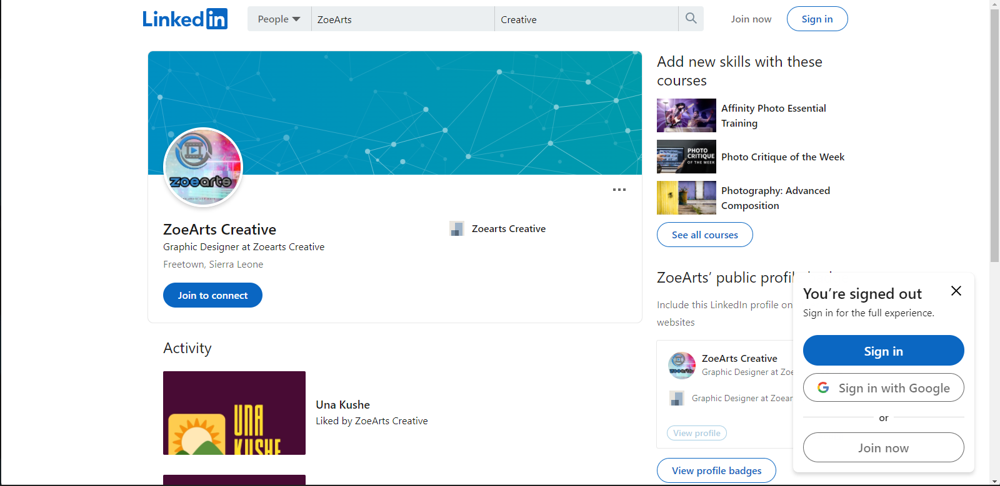 Linked in
People
ZoeArts
Creative
Join now
Sign in
zoearts
ZoeArts Creative
Graphic Designer at Zoearts Creative
Freetown, Sierra Leone
Join to connect
Zoearts Creative
Activity
UNA
KUSHE
Una Kushe
Liked by ZoeArts Creative
Add new skills with these
courses
Affinity Photo Essential
Training
PHOTO
CRITIQUE
OF THE WEEK
Photo Critique of the Week
Photography: Advanced
Composition
See all courses
ZoeArts’ public profil
Include this LinkedIn profile on
websites
zoearts
ZoeArts Creative
Graphic Designer at Zoe
Graphic Designer at Zoear
View profile
View profile badges
You’re signed out
Sign in for the full experience.
Sign in
Sign in with Google
or
Join now